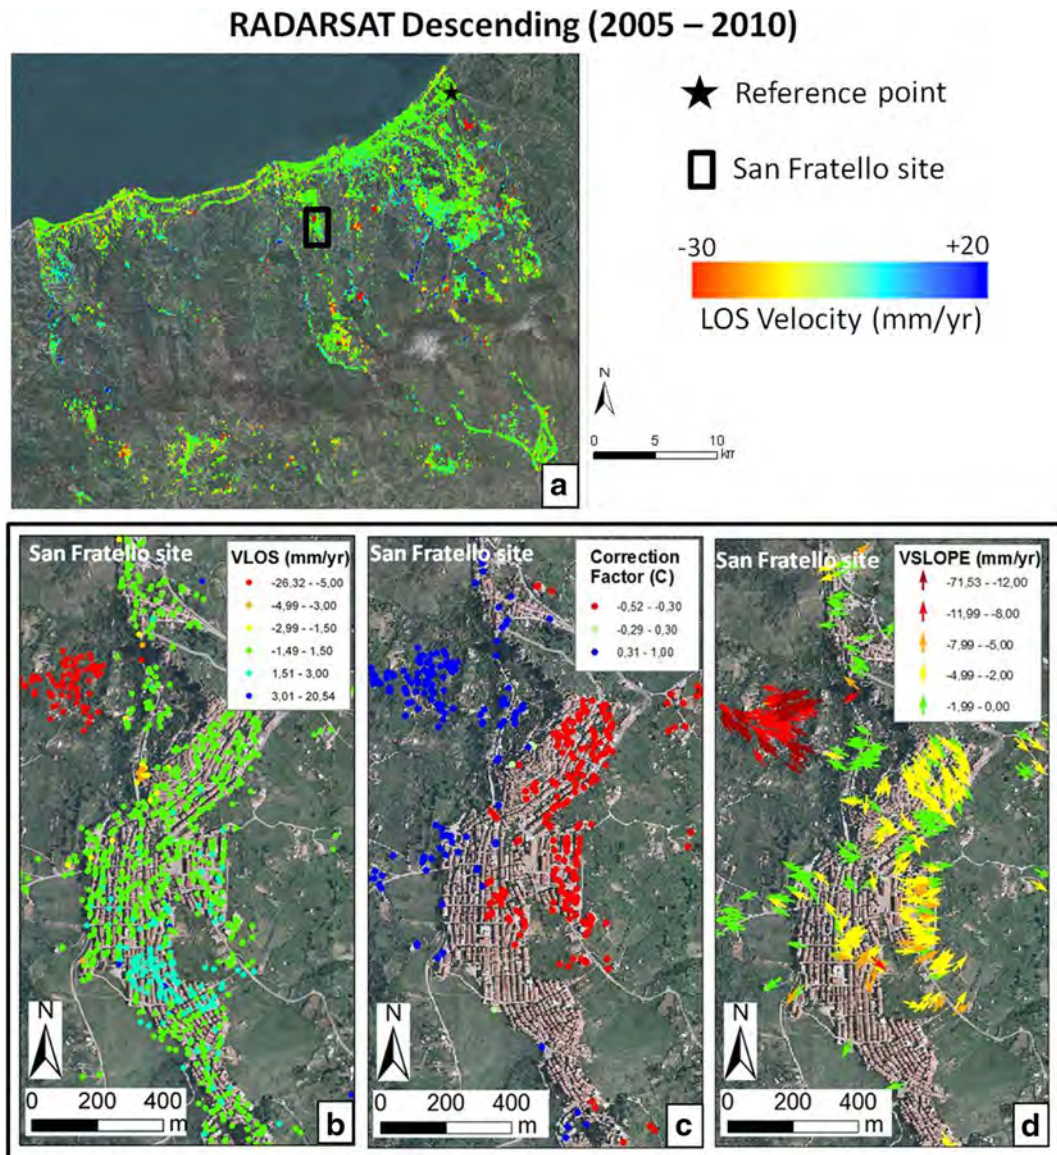 RADARSAT Descending (2005 – 2010)
Reference point
San Fratello site
-30
+20
LOS Velocity (mm/yr)
N
0 5 10
km
a
San Fratello site
VLOS (mm/yr)
-26,32 - -5,00
-4,99 - -3,00
-2,99 - -1,50
-1,49 - 1,50
1,51 - 3,00
3,01 - 20,54
N
0 200 400
m
b
San Fratello site
Correction
Factor (C)
-0,52 - -0,30
-0,29 - 0,30
0,31 - 1,00
N
0 200 400
m
c
San Fratello site
VSLOPE (mm/yr)
-71,53 - -12,00
-11,99 - -8,00
-7,99 - -5,00
-4,99 - -2,00
-1,99 - 0,00
N
0 200 400
m
d